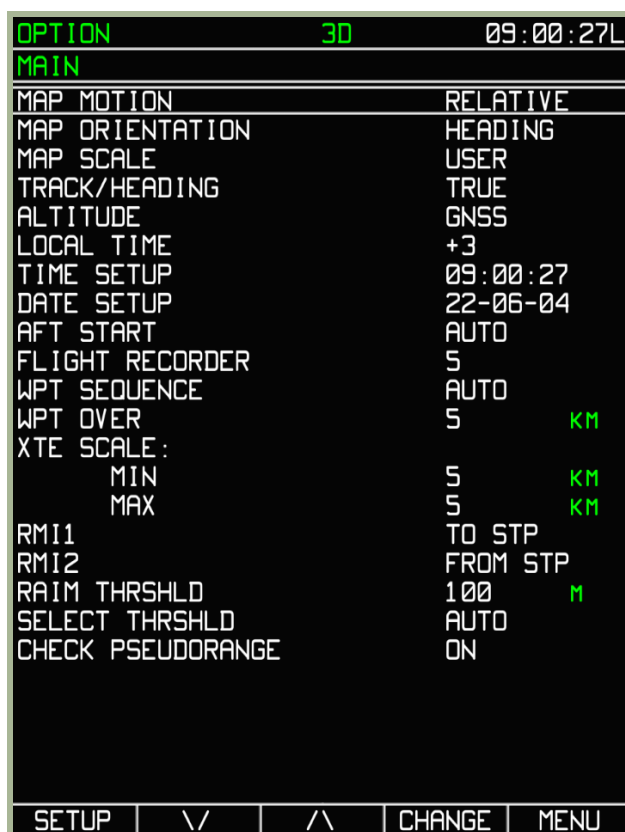 OPTION 3D 09:00:27L
MAIN
MAP MOTION RELATIVE
MAP ORIENTATION HEADING
MAP SCALE USER
TRACK/HEADING TRUE
ALTITUDE GNSS
LOCAL TIME +3
TIME SETUP 09:00:27
DATE SETUP 22-06-04
AFT START AUTO
FLIGHT RECORDER 5
WPT SEQUENCE AUTO
WPT OVER 5 KM
XTE SCALE:
MIN 5 KM
MAX 5 KM
RMI1 TO STP
RMI2 FROM STP
RAIM THRSHLD 100 M
SELECT THRSHLD AUTO
CHECK PSEUDORANGE ON
SETUP \/ /\ CHANGE MENU